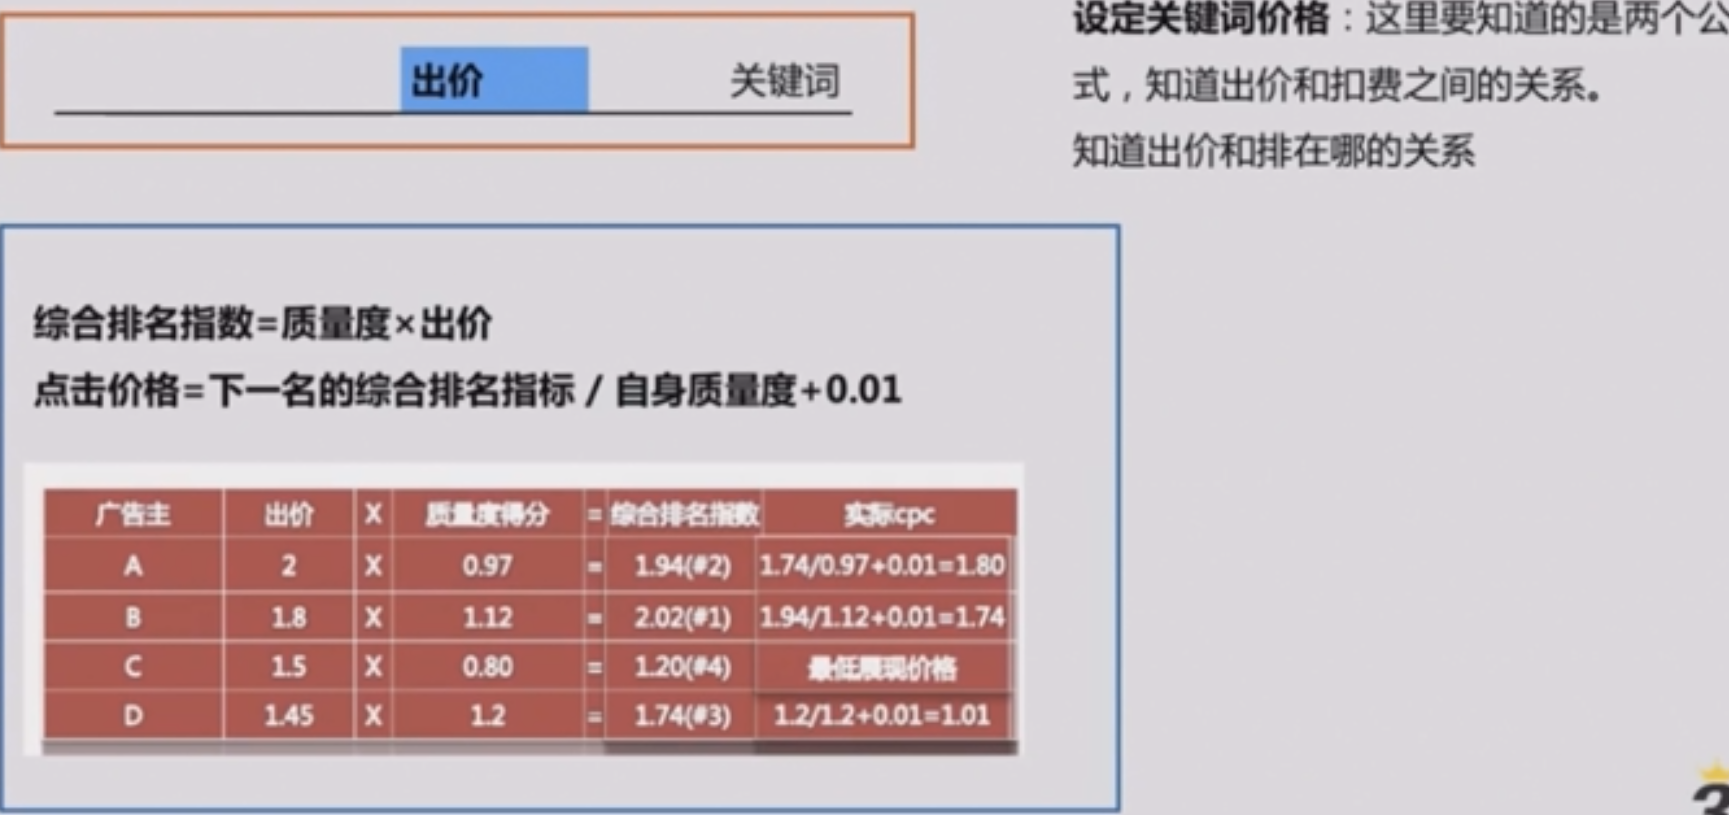 出价 关键词
设定关键词价格：这里要知道的是两个公
式，知道出价和扣费之间的关系。
知道出价和排在哪的关系
综合排名指数=质量度×出价
点击价格=下一名的综合排名指标 / 自身质量度+0.01
广告主 出价 X 质量度得分 = 综合排名指数 实际cpc
A 2 X 0.97 = 1.94(#2) 1.74/0.97+0.01=1.80
B 1.8 X 1.12 = 2.02(#1) 1.94/1.12+0.01=1.74
C 1.5 X 0.80 = 1.20(#4) 最低展现价格
D 1.45 X 1.2 = 1.74(#3) 1.2/1.2+0.01=1.01